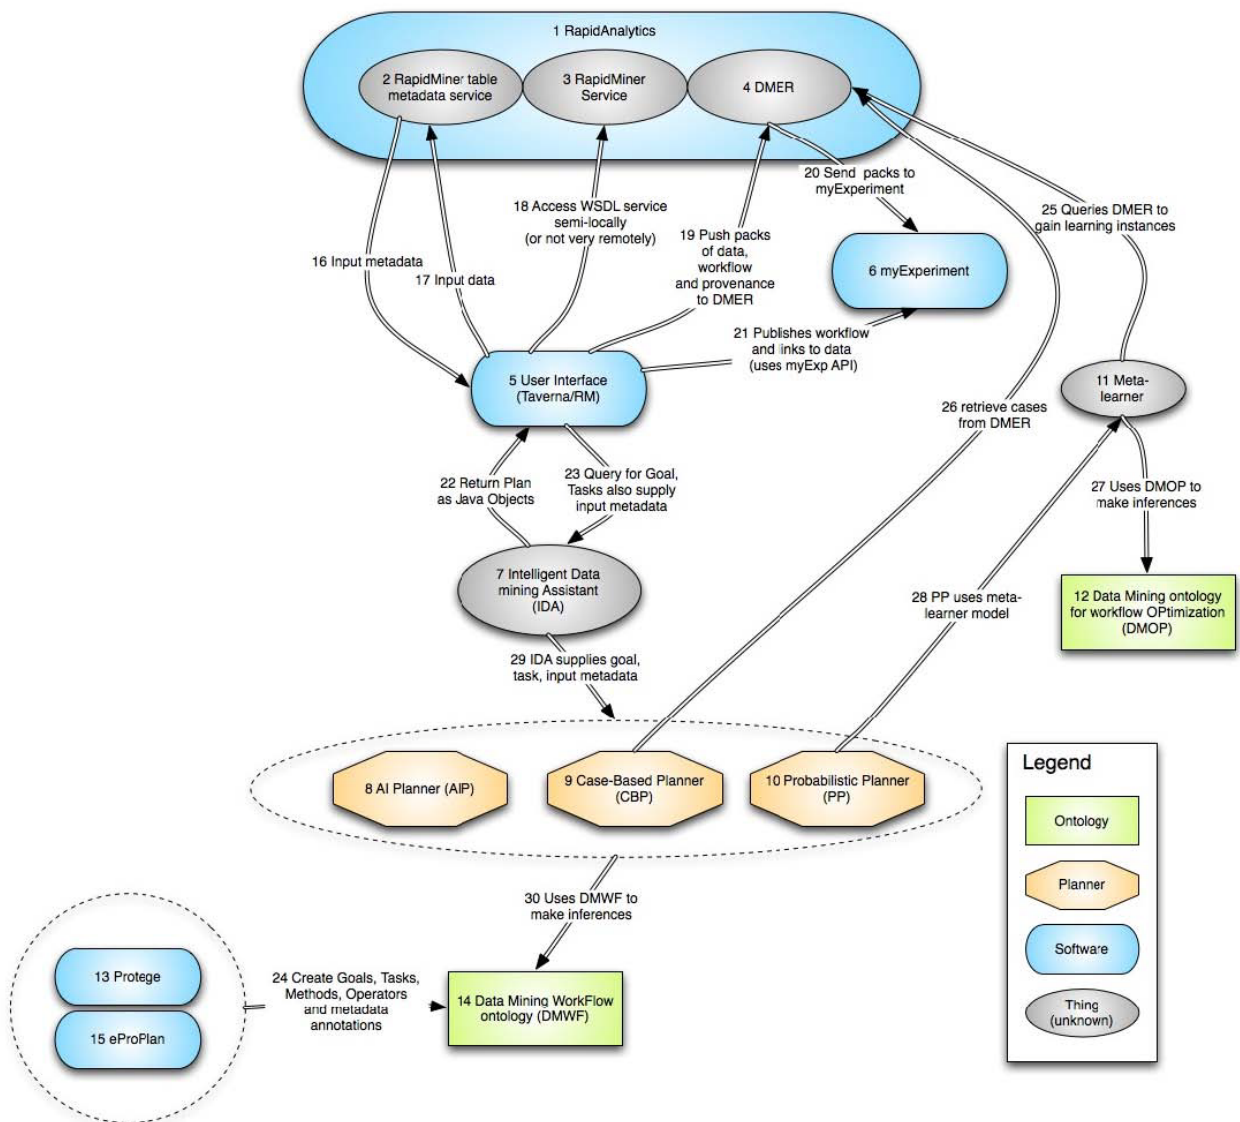 1 RapidAnalytics
2 RapidMiner table
metadata service
3 RapidMiner
Service
4 DMER
20 Send packs to
myExperiment
18 Access WSDL service
semi-locally
(or not very remotely)
25 Queries DMER to
gain learning instances
19 Push packs
of data,
workflow
and provenance
to DMER
16 Input metadata
17 Input data
6 myExperiment
21 Publishes workflow
and links to data
(uses myExp API)
5 User Interface
(Taverna/RM)
11 Meta-
learner
26 retrieve cases
from DMER
22 Return Plan
as Java Objects
23 Query for Goal,
Tasks also supply
input metadata
27 Uses DMOP to
make inferences
7 Intelligent Data
mining Assistant
(IDA)
28 PP uses meta-
learner model
12 Data Mining ontology
for workflow OPtimization
(DMOP)
29 IDA supplies goal,
task, input metadata
8 AI Planner (AIP)
9 Case-Based Planner
(CBP)
10 Probabilistic Planner
(PP)
Legend
Ontology
Planner
Software
Thing
(unknown)
30 Uses DMWF to
make inferences
13 Protege
15 eProPlan
24 Create Goals, Tasks,
Methods, Operators
and metadata
annotations
14 Data Mining WorkFlow
ontology (DMWF)